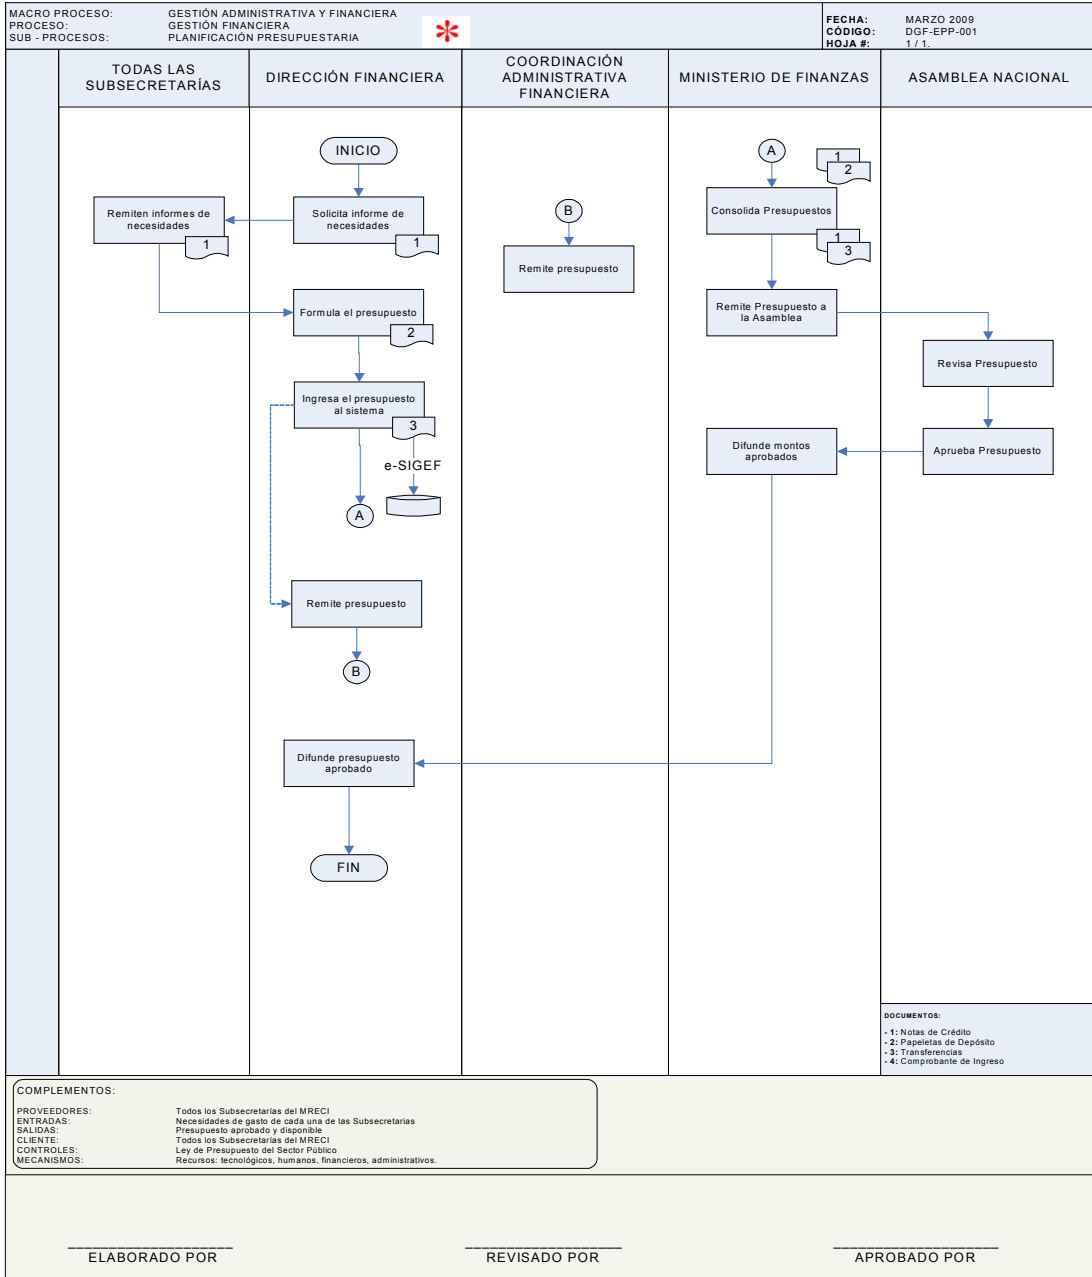 MACRO PROCESO: GESTIÓN ADMINISTRATIVA Y FINANCIERA
PROCESO: GESTIÓN FINANCIERA
SUB - PROCESOS: PLANIFICACIÓN PRESUPUESTARIA
FECHA: MARZO 2009
CÓDIGO: DGF-EPP-001
HOJA #: 1 / 1.
TODAS LAS
SUBSECRETARÍAS
DIRECCIÓN FINANCIERA
COORDINACIÓN
ADMINISTRATIVA
FINANCIERA
MINISTERIO DE FINANZAS
ASAMBLEA NACIONAL
INICIO
Solicita informe de
necesidades
1
Remiten informes de
necesidades
1
Formula el presupuesto
2
Ingresa el presupuesto
al sistema
3
e-SIGEF
A
Remite presupuesto
B
Difunde presupuesto
aprobado
FIN
B
Remite presupuesto
A
1
2
Consolida Presupuestos
1
3
Remite Presupuesto a
la Asamblea
Difunde montos
aprobados
Revisa Presupuesto
Aprueba Presupuesto
DOCUMENTOS:
- 1: Notas de Crédito
- 2: Papeletas de Depósito
- 3: Transferencias
- 4: Comprobante de Ingreso
COMPLEMENTOS:
PROVEEDORES: Todos los Subsecretarías del MRECI
ENTRADAS: Necesidades de gasto de cada una de las Subsecretarias
SALIDAS: Presupuesto aprobado y disponible
CLIENTE: Todos los Subsecretarías del MRECI
CONTROLES: Ley de Presupuesto del Sector Público
MECANISMOS: Recursos: tecnológicos, humanos, financieros, administrativos.
ELABORADO POR
REVISADO POR
APROBADO POR